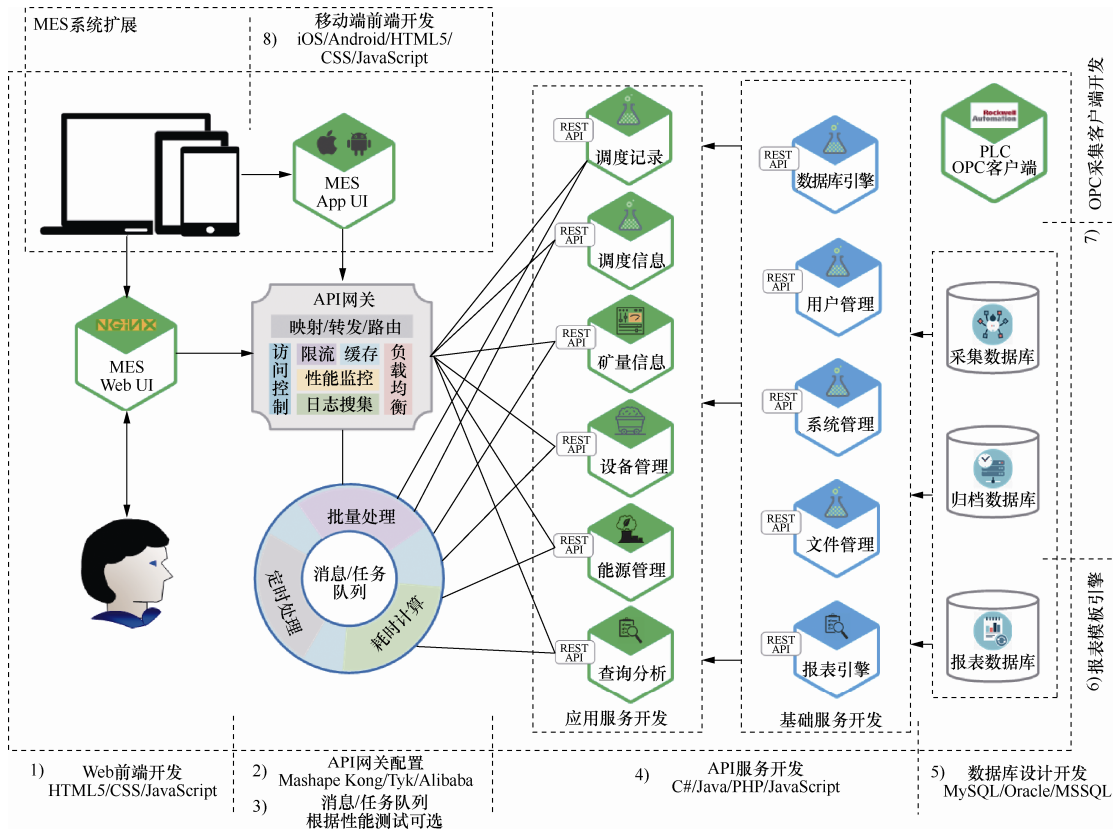 MES系统扩展
8)
移动端前端开发
iOS/Android/HTML5/
CSS/JavaScript
MES
App UI
NGINX
MES
Web UI
API网关
映射/转发/路由
访问控制
限流
缓存
性能监控
日志搜集
负载均衡
批量处理
定时处理
耗时计算
消息/任务
队列
REST
API
调度记录
REST
API
调度信息
REST
API
矿量信息
REST
API
设备管理
REST
API
能源管理
REST
API
查询分析
应用服务开发
REST
API
数据库引擎
REST
API
用户管理
REST
API
系统管理
REST
API
文件管理
REST
API
报表引擎
基础服务开发
Rockwell
Automation
PLC
OPC客户端
采集数据库
归档数据库
报表数据库
7)
OPC采集客户端开发
6)报表模板引擎
1)
Web前端开发
HTML5/CSS/JavaScript
2)
API网关配置
Mashape Kong/Tyk/Alibaba
3)
消息/任务队列
根据性能测试可选
4)
API服务开发
C#/Java/PHP/JavaScript
5)
数据库设计开发
MySQL/Oracle/MSSQL